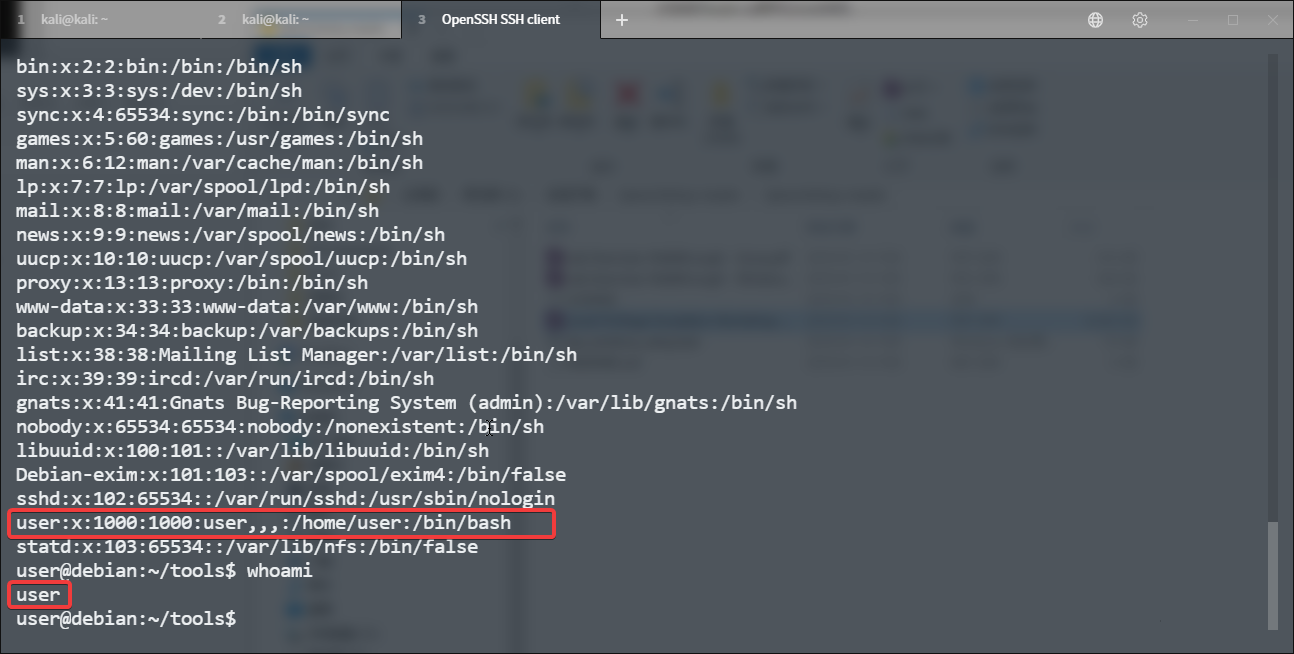 1 kali@kali: ~ 2 kali@kali: ~ 3 OpenSSH SSH client
bin:x:2:2:bin:/bin:/bin/sh
sys:x:3:3:sys:/dev:/bin/sh
sync:x:4:65534:sync:/bin:/bin/sync
games:x:5:60:games:/usr/games:/bin/sh
man:x:6:12:man:/var/cache/man:/bin/sh
lp:x:7:7:lp:/var/spool/lpd:/bin/sh
mail:x:8:8:mail:/var/mail:/bin/sh
news:x:9:9:news:/var/spool/news:/bin/sh
uucp:x:10:10:uucp:/var/spool/uucp:/bin/sh
proxy:x:13:13:proxy:/bin:/bin/sh
www-data:x:33:33:www-data:/var/www:/bin/sh
backup:x:34:34:backup:/var/backups:/bin/sh
list:x:38:38:Mailing List Manager:/var/list:/bin/sh
irc:x:39:39:ircd:/var/run/ircd:/bin/sh
gnats:x:41:41:Gnats Bug-Reporting System (admin):/var/lib/gnats:/bin/sh
nobody:x:65534:65534:nobody:/nonexistent:/bin/sh
libuuid:x:100:101::/var/lib/libuuid:/bin/sh
Debian-exim:x:101:103::/var/spool/exim4:/bin/false
sshd:x:102:65534::/var/run/sshd:/usr/sbin/nologin
user:x:1000:1000:user,,,:/home/user:/bin/bash
statd:x:103:65534::/var/lib/nfs:/bin/false
user@debian:~/tools$ whoami
user
user@debian:~/tools$